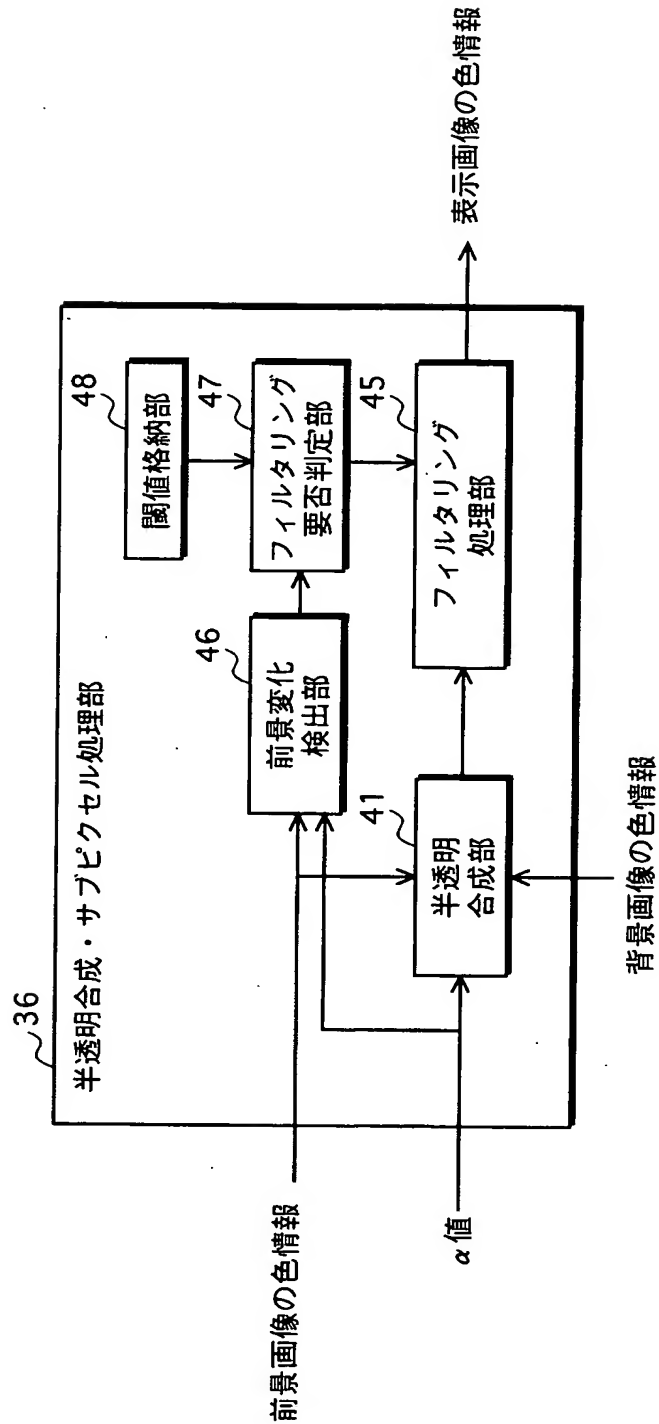 36
半透明合成・サブピクセル処理部
48
閾値格納部
47
フィルタリング
要否判定部
46
前景変化
検出部
45
フィルタリング
処理部
41
半透明
合成部
前景画像の色情報
α値
背景画像の色情報
表示画像の色情報